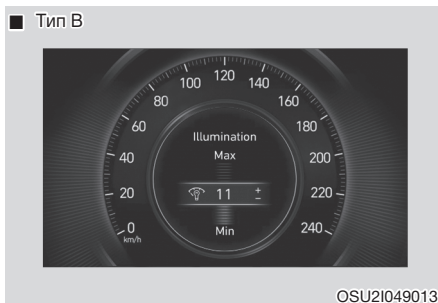 ■ Тип B
120
100 140
80 160
60 180
Illumination
Max
40 200
20 11 + - 220
Min
0 240
km/h
OSU2I049013